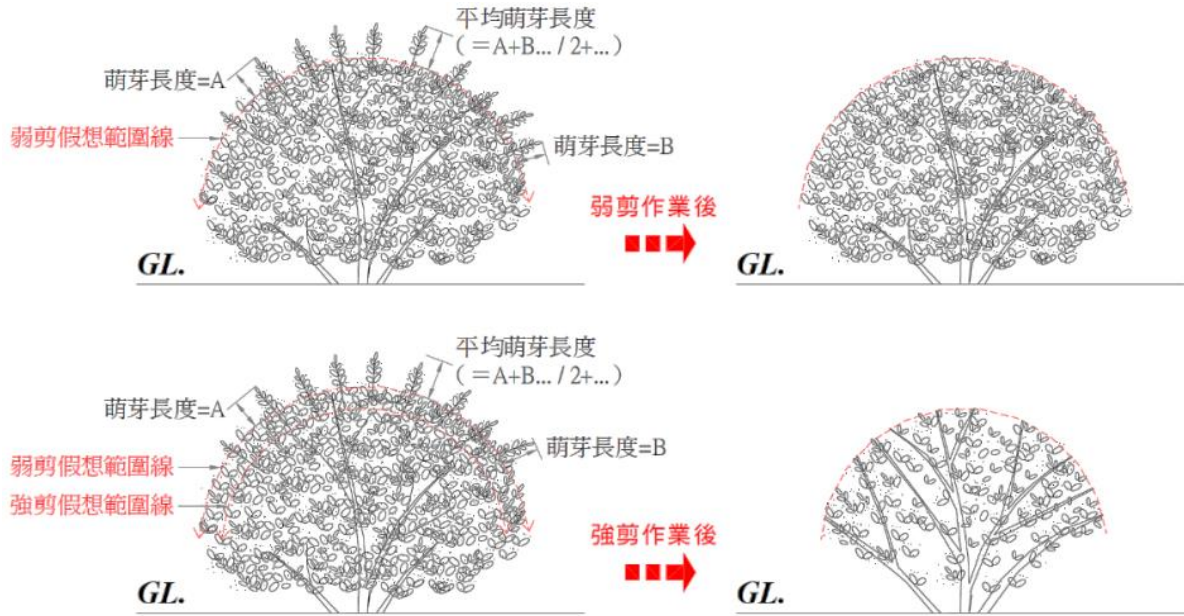 平均萌芽長度
（＝A+B... / 2+...）
萌芽長度=A
弱剪假想範圍線
萌芽長度=B
弱剪作業後
GL.
GL.
平均萌芽長度
（＝A+B... / 2+...）
萌芽長度=A
萌芽長度=B
弱剪假想範圍線
強剪假想範圍線
強剪作業後
GL.
GL.